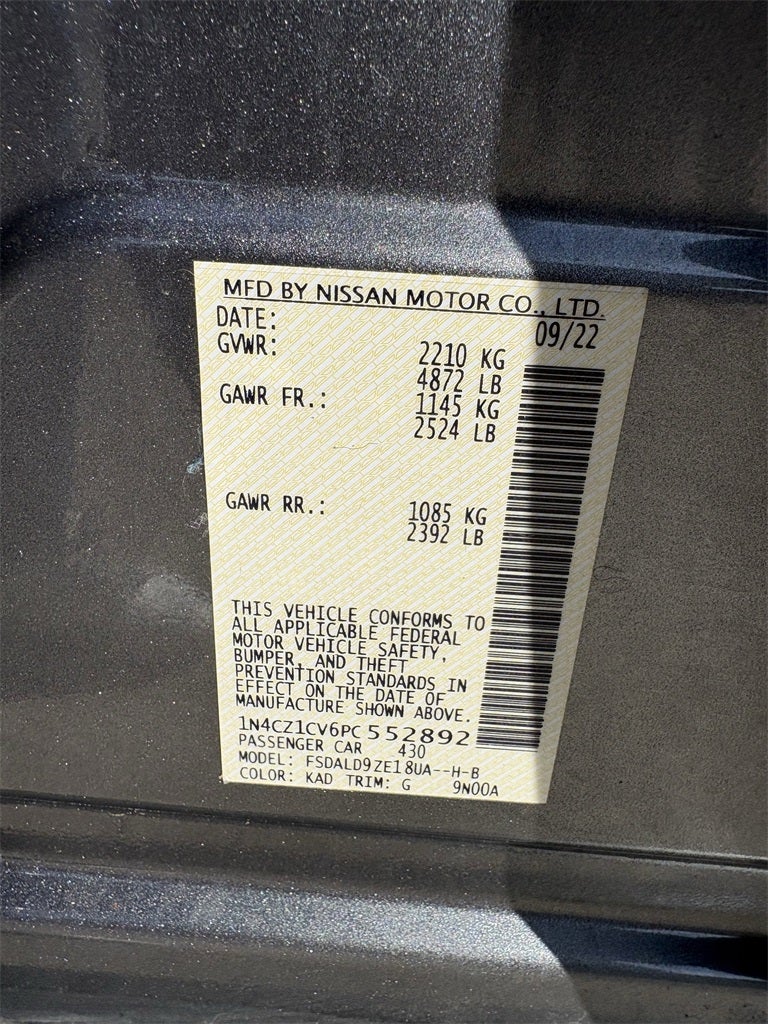 MFD BY NISSAN MOTOR CO., LTD.
DATE: 09/22
GVWR: 2210 KG
4872 LB
GAWR FR.: 1145 KG
2524 LB
GAWR RR.: 1085 KG
2392 LB
THIS VEHICLE CONFORMS TO
ALL APPLICABLE FEDERAL
MOTOR VEHICLE SAFETY,
BUMPER, AND THEFT
PREVENTION STANDARDS IN
EFFECT ON THE DATE OF
MANUFACTURE SHOWN ABOVE.
1N4CZ1CV6PC552892
PASSENGER CAR 430
MODEL: FSDALD9ZE18UA--H-B
COLOR: KAD TRIM: G 9N00A